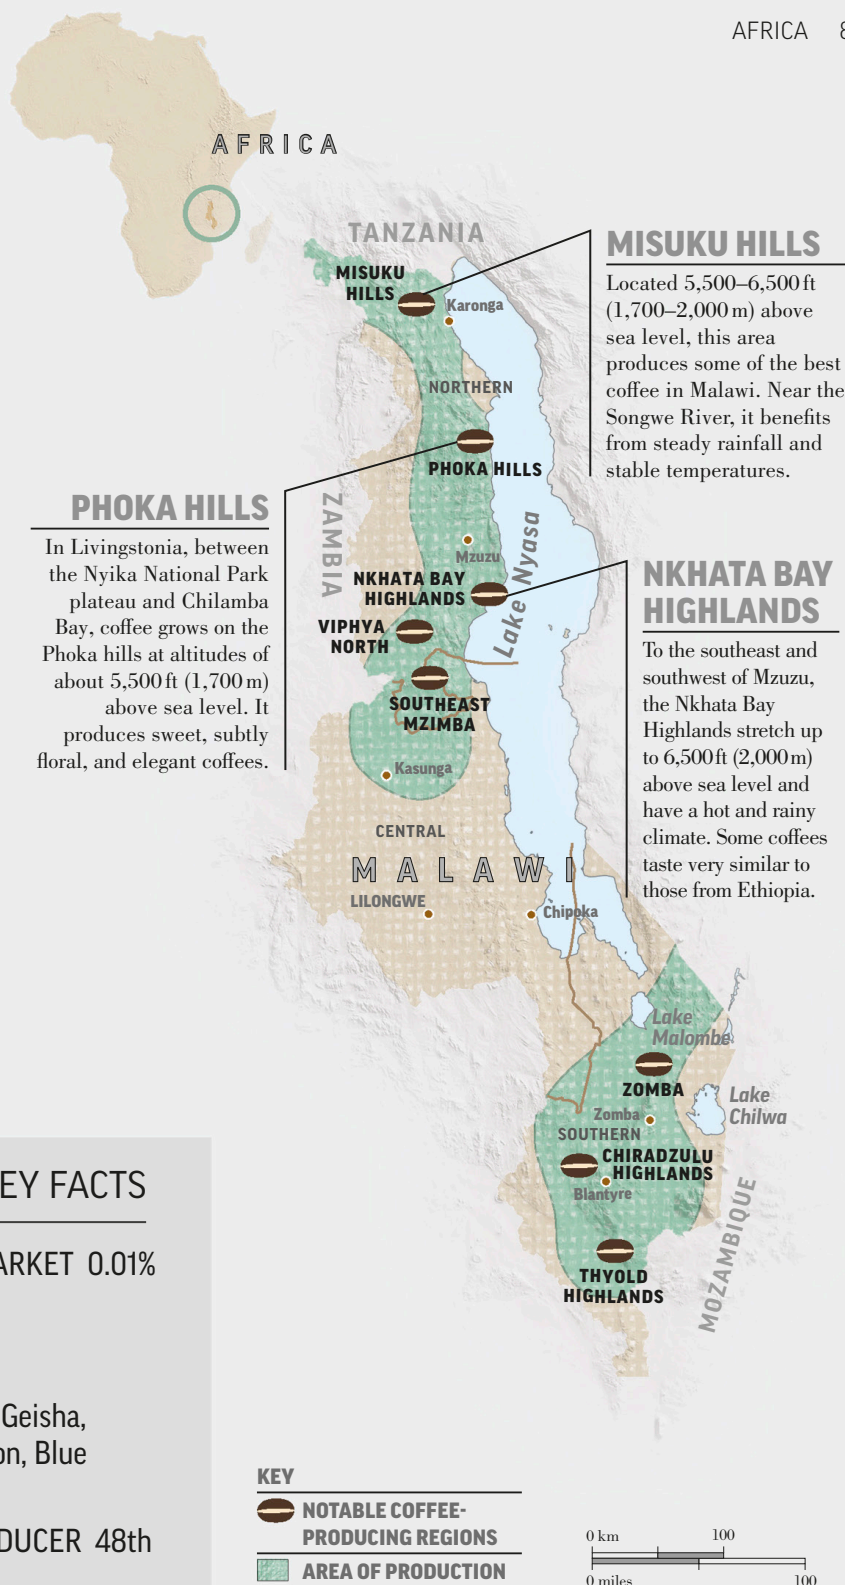 AFRICA 8
AFRICA
TANZANIA
MISUKU
HILLS
Karonga
NORTHERN
PHOKA HILLS
ZAMBIA
Mzuzu
Lake Nyasa
NKHATA BAY
HIGHLANDS
VIPHYA
NORTH
SOUTHEAST
MZIMBA
Kasunga
CENTRAL
MALAWI
LILONGWE
Chipoka
Lake
Malombe
ZOMBA
Lake
Chilwa
Zomba
SOUTHERN
CHIRADZULU
HIGHLANDS
Blantyre
MOZAMBIQUE
THYOLD
HIGHLANDS
MISUKU HILLS
Located 5,500–6,500 ft
(1,700–2,000 m) above
sea level, this area
produces some of the best
coffee in Malawi. Near the
Songwe River, it benefits
from steady rainfall and
stable temperatures.
PHOKA HILLS
In Livingstonia, between
the Nyika National Park
plateau and Chilamba
Bay, coffee grows on the
Phoka hills at altitudes of
about 5,500 ft (1,700 m)
above sea level. It
produces sweet, subtly
floral, and elegant coffees.
NKHATA BAY
HIGHLANDS
To the southeast and
southwest of Mzuzu,
the Nkhata Bay
Highlands stretch up
to 6,500 ft (2,000 m)
above sea level and
have a hot and rainy
climate. Some coffees
taste very similar to
those from Ethiopia.
EY FACTS
ARKET 0.01%
Geisha,
on, Blue
DUCER 48th
KEY
NOTABLE COFFEE-
PRODUCING REGIONS
AREA OF PRODUCTION
0 km 100
0 miles 100